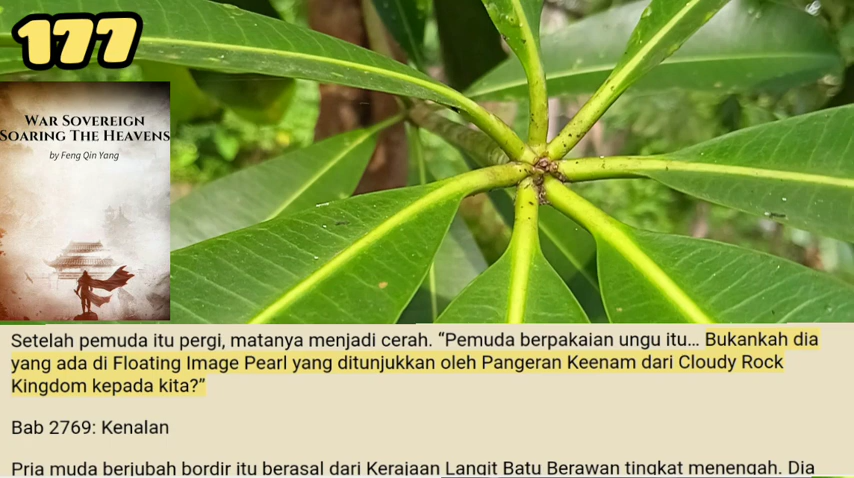 177
WAR SOVEREIGN
SOARING THE HEAVENS
by Feng Qin Yang
Setelah pemuda itu pergi, matanya menjadi cerah. “Pemuda berpakaian ungu itu... Bukankah dia
yang ada di Floating Image Pearl yang ditunjukkan oleh Pangeran Keenam dari Cloudy Rock
Kingdom kepada kita?”
Bab 2769: Kenalan
Pria muda berjubah bordir itu berasal dari Kerajaan Langit Batu Berawan tingkat menengah. Dia